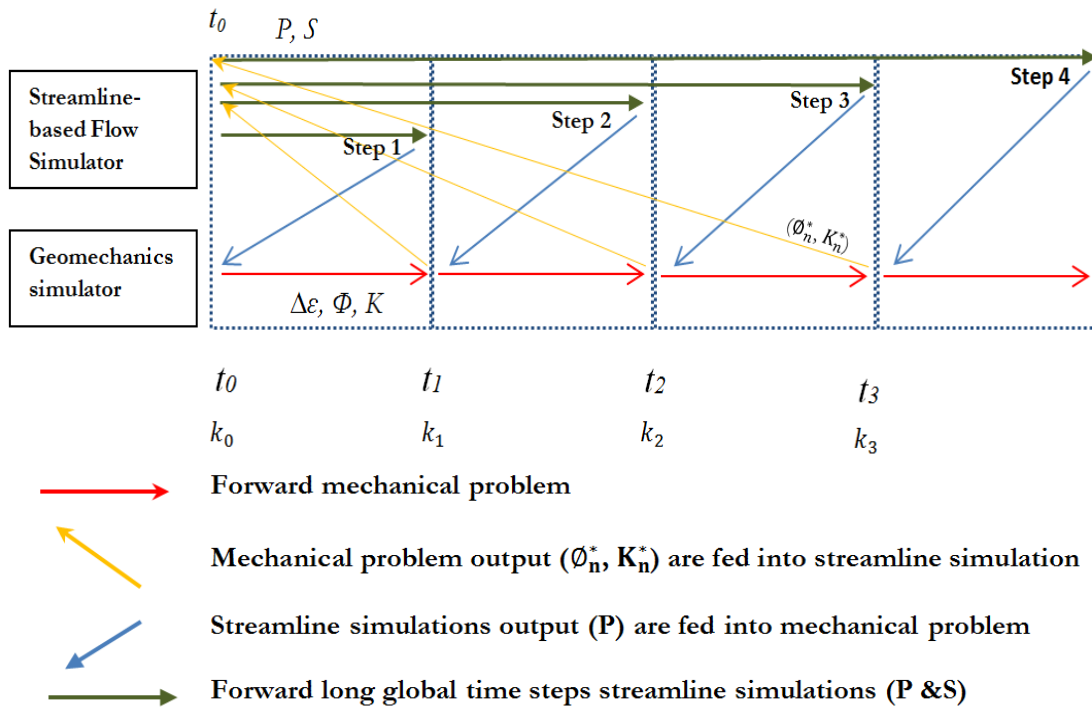 t₀
P, S
Streamline-
based Flow
Simulator
Step 1
Step 2
Step 3
Step 4
Geomechanics
simulator
(∅*ₙ, K*ₙ)
Δε, Φ, K
t₀ t₁ t₂ t₃
k₀ k₁ k₂ k₃
Forward mechanical problem
Mechanical problem output (∅*ₙ, K*ₙ) are fed into streamline simulation
Streamline simulations output (P) are fed into mechanical problem
Forward long global time steps streamline simulations (P &S)